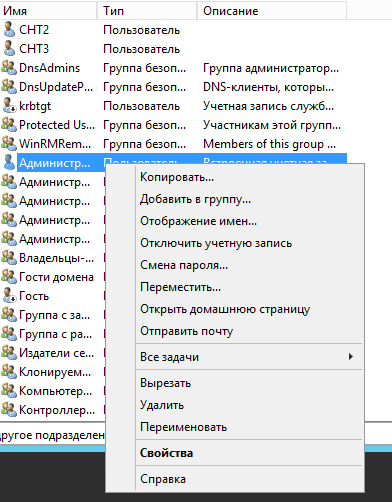 Имя Тип Описание
CHT2 Пользователь
CHT3 Пользователь
DnsAdmins Группа безоп... Группа администратор...
DnsUpdateP... Группа безоп... DNS-клиенты, которы...
krbtgt Пользователь Учетная запись служб...
Protected Us... Группа безоп... Участникам этой групп...
WinRMRem... Группа безоп... Members of this group ...
Администр... Пользователь Встроенная учетная за...
Администр...
Копировать...
Администр...
Добавить в группу...
Администр...
Отображение имен...
Администр...
Отключить учетную запись
Владельцы-...
Смена пароля...
Гости домена
Переместить...
Гость
Открыть домашнюю страницу
Группа с за...
Отправить почту
Группа с ра...
Все задачи
Издатели се...
Вырезать
Клонируем...
Удалить
Компьютер...
Переименовать
Контроллер...
Свойства
другое подразделен
Справка